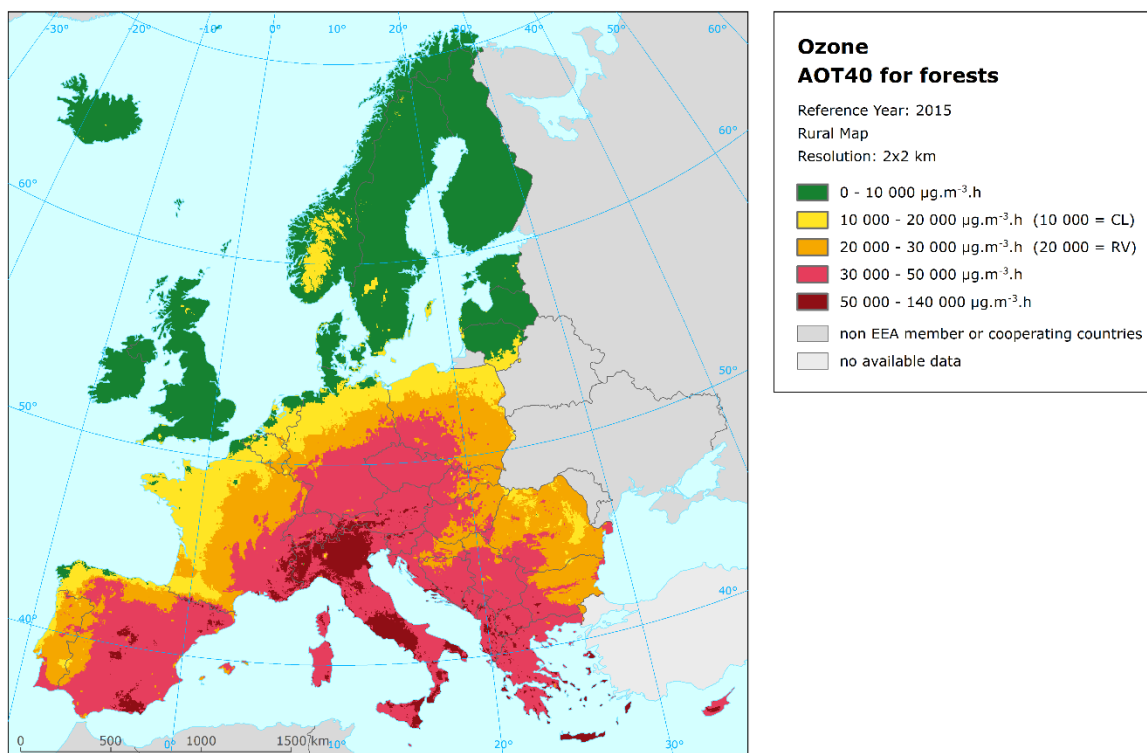 -30° -20° -10° 0° 10° 20° 30° 40° 50° 60°
60°
60°
50°
50°
40°
40°
0 500 1000 1500 km
0° 10° 20° 30°
Ozone
AOT40 for forests
Reference Year: 2015
Rural Map
Resolution: 2x2 km
0 - 10 000 µg.m⁻³.h
10 000 - 20 000 µg.m⁻³.h (10 000 = CL)
20 000 - 30 000 µg.m⁻³.h (20 000 = RV)
30 000 - 50 000 µg.m⁻³.h
50 000 - 140 000 µg.m⁻³.h
non EEA member or cooperating countries
no available data